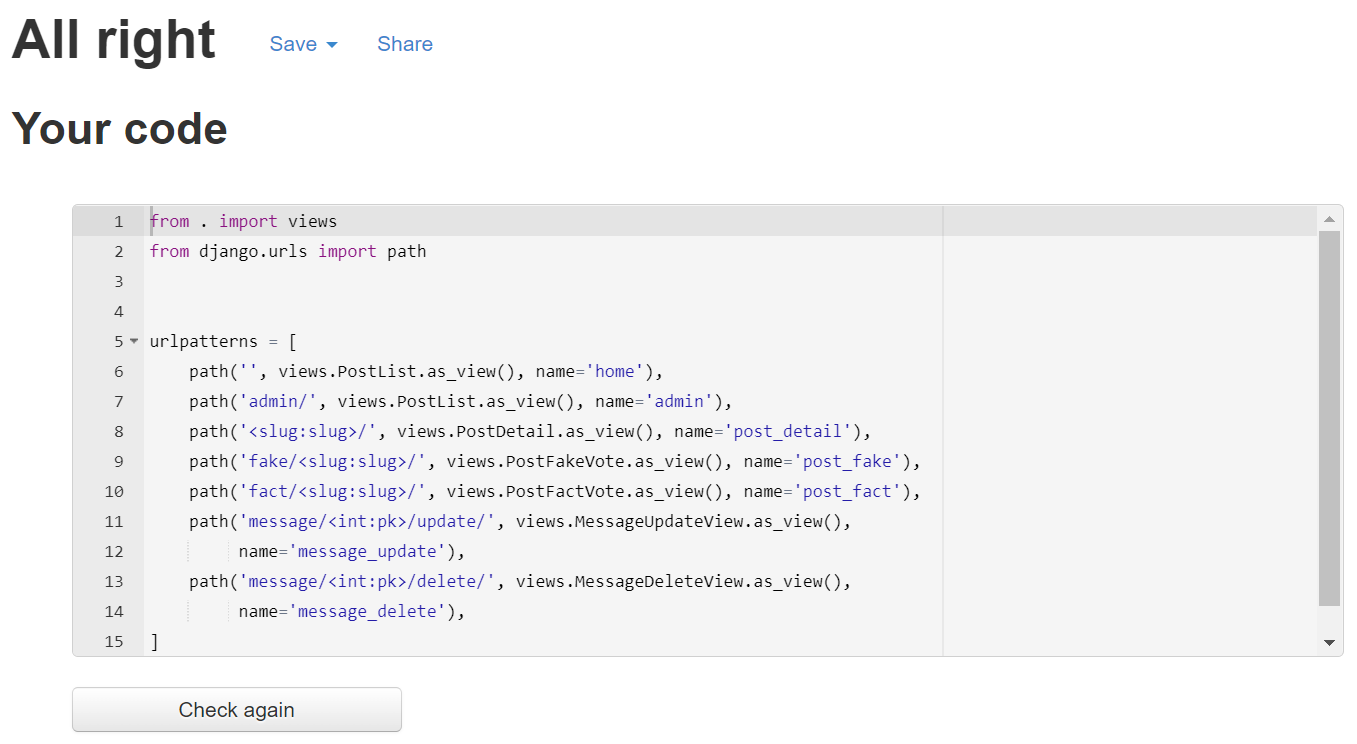 All right Save Share
Your code
1 from . import views
2 from django.urls import path
3
4
5 urlpatterns = [
6     path('', views.PostList.as_view(), name='home'),
7     path('admin/', views.PostList.as_view(), name='admin'),
8     path('<slug:slug>/', views.PostDetail.as_view(), name='post_detail'),
9     path('fake/<slug:slug>/', views.PostFakeVote.as_view(), name='post_fake'),
10     path('fact/<slug:slug>/', views.PostFactVote.as_view(), name='post_fact'),
11     path('message/<int:pk>/update/', views.MessageUpdateView.as_view(),
12          name='message_update'),
13     path('message/<int:pk>/delete/', views.MessageDeleteView.as_view(),
14          name='message_delete'),
15 ]
Check again